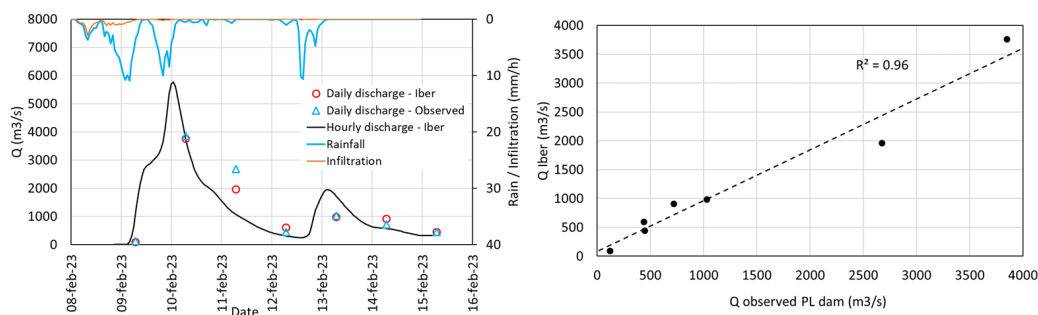 8000
7000
6000
5000
4000
3000
2000
1000
0
Q (m3/s)
0
10
20
30
40
Rain / Infiltration (mm/h)
Daily discharge - Iber
Daily discharge - Observed
Hourly discharge - Iber
Rainfall
Infiltration
08-feb-23
09-feb-23
10-feb-23
11-feb-23
12-feb-23
13-feb-23
14-feb-23
15-feb-23
16-feb-23
Date
4000
3500
3000
2500
2000
1500
1000
500
0
Q Iber (m3/s)
R² = 0.96
0
500
1000
1500
2000
2500
3000
3500
4000
Q observed PL dam (m3/s)